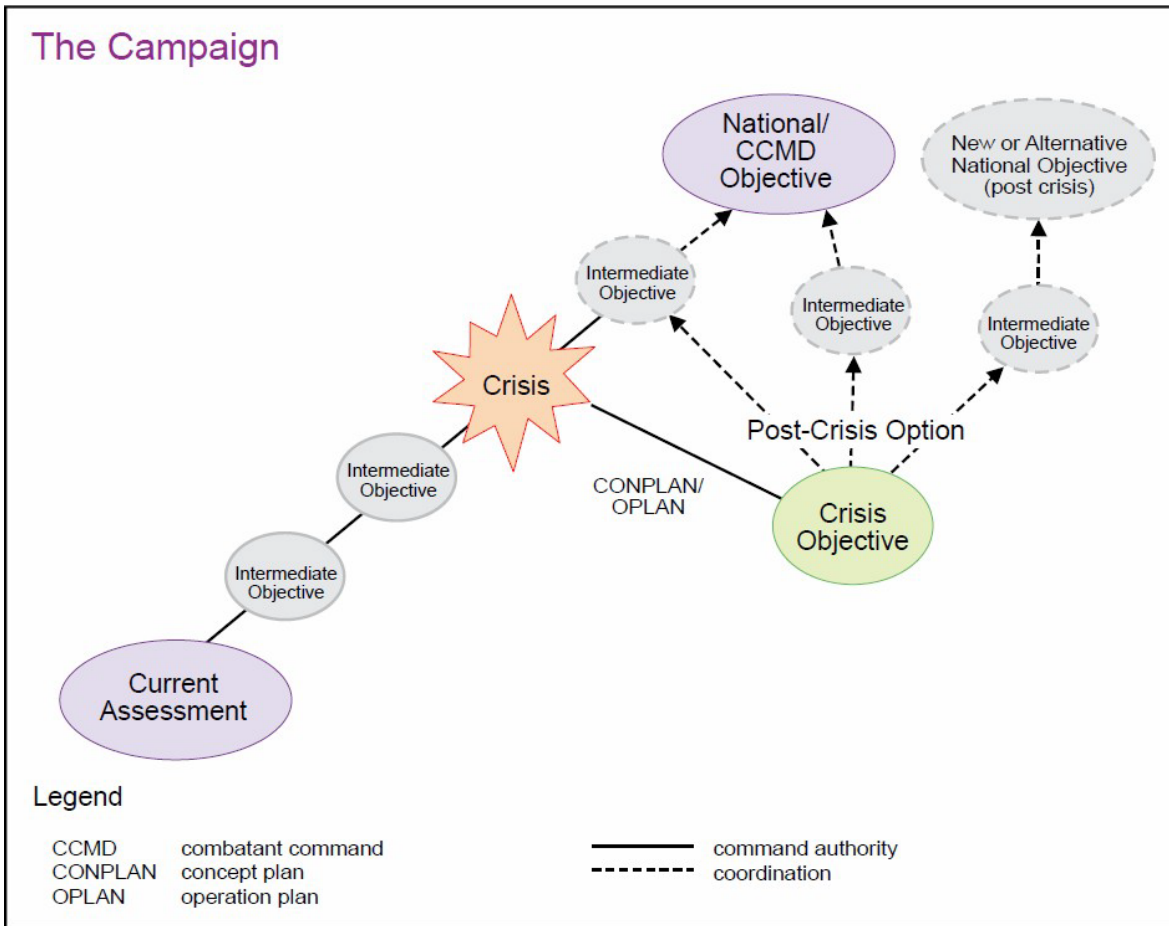 The Campaign
National/
CCMD
Objective
New or Alternative
National Objective
(post crisis)
Intermediate
Objective
Intermediate
Objective
Intermediate
Objective
Crisis
Post-Crisis Option
Intermediate
Objective
CONPLAN/
OPLAN
Crisis
Objective
Intermediate
Objective
Current
Assessment
Legend
CCMD combatant command
CONPLAN concept plan
OPLAN operation plan
command authority
coordination